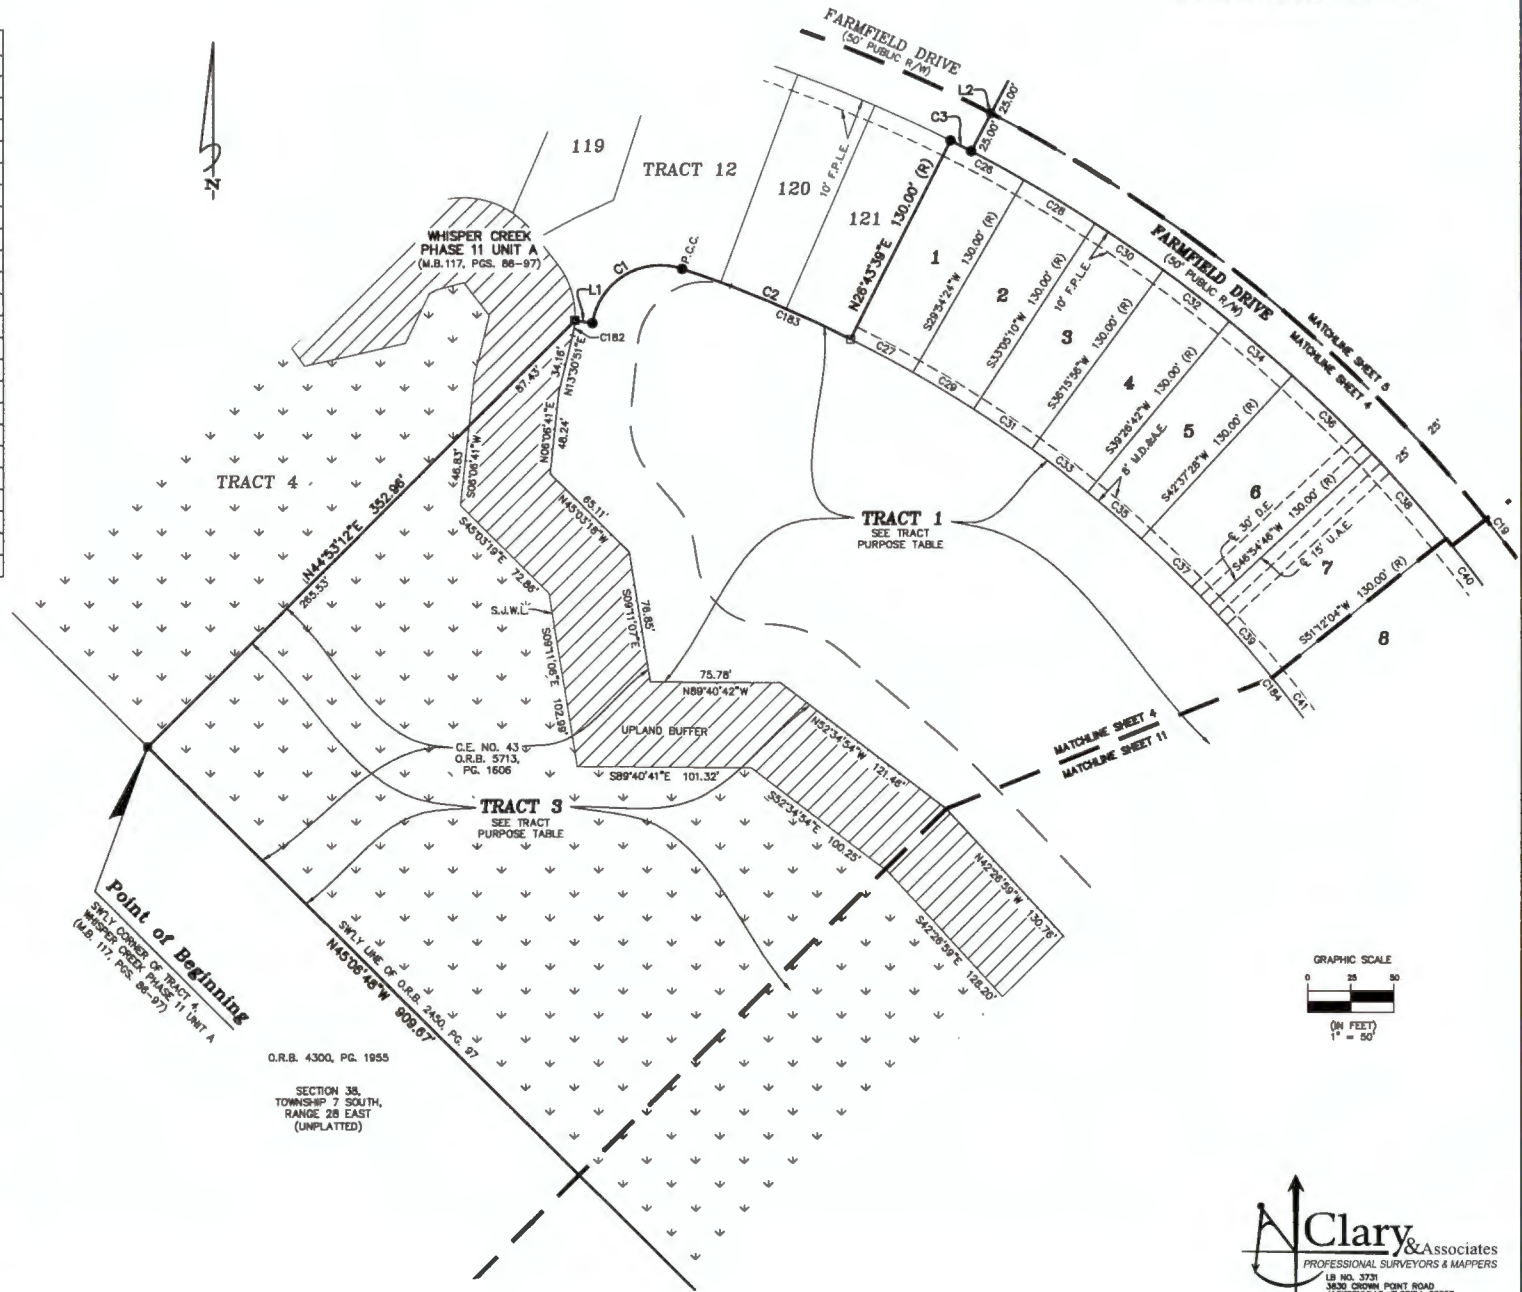 FARMFIELD DRIVE
(50' PUBLIC R/W)
L2
25.00'
25.00'
C3
C26
119
TRACT 12
120
10' F.P.L.E.
121
N26°43'39"E 130.00' (R)
C28
1
S29°54'24"W 130.00' (R)
2
S33°05'10"W 130.00' (R)
10' F.P.L.E.
C30
FARMFIELD DRIVE
(50' PUBLIC R/W)
3
S36°15'56"W 130.00' (R)
C32
4
S39°26'42"W 130.00' (R)
C34
MATCHLINE SHEET 5
MATCHLINE SHEET 4
5
S42°37'28"W 130.00' (R)
8' M.D.&A.E.
C36
25'
25'
6
30' D.E.
S46°54'46"W 130.00' (R)
15' U.A.E.
7
C38
C19
C40
S51°12'04"W 130.00' (R)
8
WHISPER CREEK
PHASE 11 UNIT A
(M.B.117, PGS. 86-97)
C1
P.C.C.
L1
C182
C2
C183
C27
C29
C31
C33
C35
C37
C39
C184
C41
34.16'
N13°30'51"E
87.43'
N06°06'41"E
48.24'
46.83'
S06°06'41"W
TRACT 4
N44°53'12"E 352.96'
265.53'
S45°03'19"E 72.86'
65.11'
N45°03'18"W
S.J.W.L.
S09°11'06"E 102.99'
76.85'
S09°11'07"E
TRACT 1
SEE TRACT
PURPOSE TABLE
75.78'
N89°40'42"W
UPLAND BUFFER
C.E. NO. 43
O.R.B. 5713,
PG. 1606
S89°40'41"E 101.32'
N52°34'54"W 121.46'
MATCHLINE SHEET 4
MATCHLINE SHEET 11
TRACT 3
SEE TRACT
PURPOSE TABLE
S52°34'54"E 100.25'
N42°26'59"W 130.76'
S42°26'59"E 128.20'
Point of Beginning
SW'LY CORNER OF TRACT 4,
WHISPER CREEK PHASE 11 UNIT A
(M.B. 117, PGS. 86-97)
SW'LY LINE OF O.R.B. 2450, PG. 97
N45°06'48"W 909.67'
O.R.B. 4300, PG. 1955
SECTION 38,
TOWNSHIP 7 SOUTH,
RANGE 28 EAST
(UNPLATTED)
GRAPHIC SCALE
0 25 50
(IN FEET)
1" = 50'
N
Clary & Associates
PROFESSIONAL SURVEYORS & MAPPERS
LB NO. 3731
3830 CROWN POINT ROAD